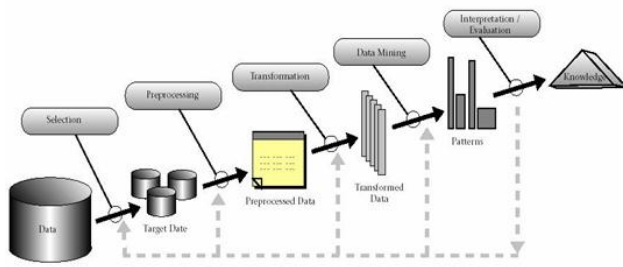 Interpretation /
Evaluation
Data Mining
Transformation
Preprocessing
Selection
Knowledge
Patterns
Transformed
Data
Preprocessed Data
Target Date
Data